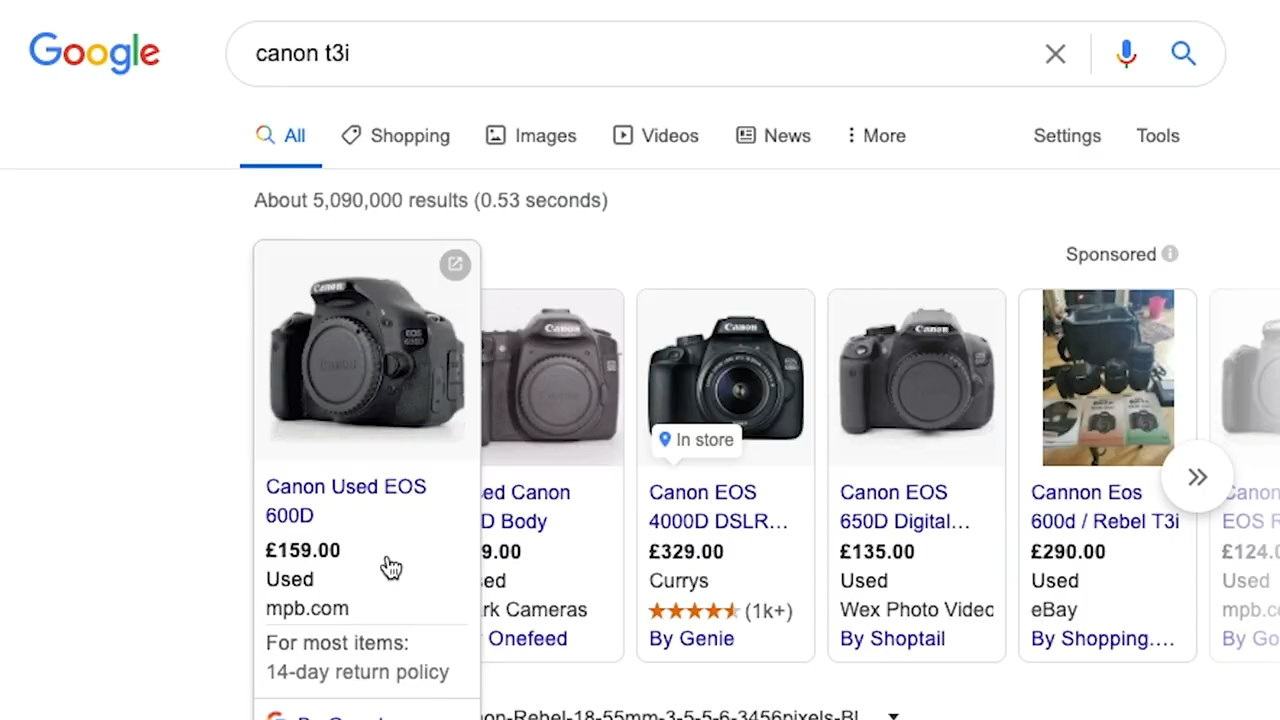 Google
canon t3i
All
Shopping
Images
Videos
News
More
Settings
Tools
About 5,090,000 results (0.53 seconds)
Sponsored
Canon Used EOS
600D
£159.00
Used
mpb.com
For most items:
14-day return policy
Canon
D Body
9.00
Cameras
Onefeed
In store
Canon EOS
4000D DSLR...
£329.00
Currys
(1k+)
By Genie
Canon EOS
650D Digital...
£135.00
Used
Wex Photo Video
By Shoptail
Cannon Eos
600d / Rebel T3i
£290.00
Used
eBay
By Shopping....
Canon
EOS R
£124.0
Used
mpb.co
By Go